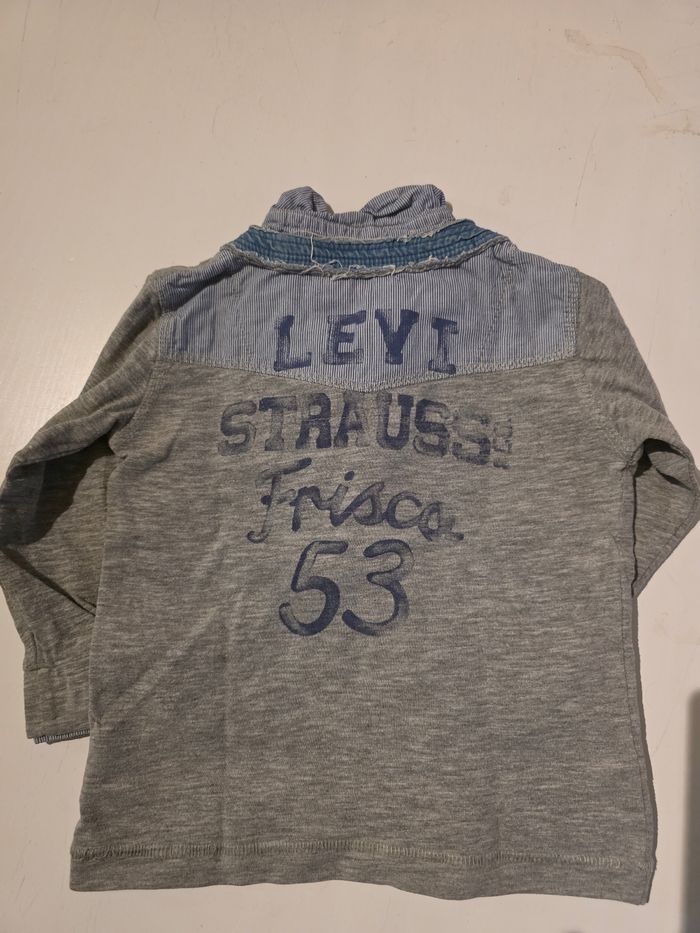 LEVI
STRAUSS
Frisco
53